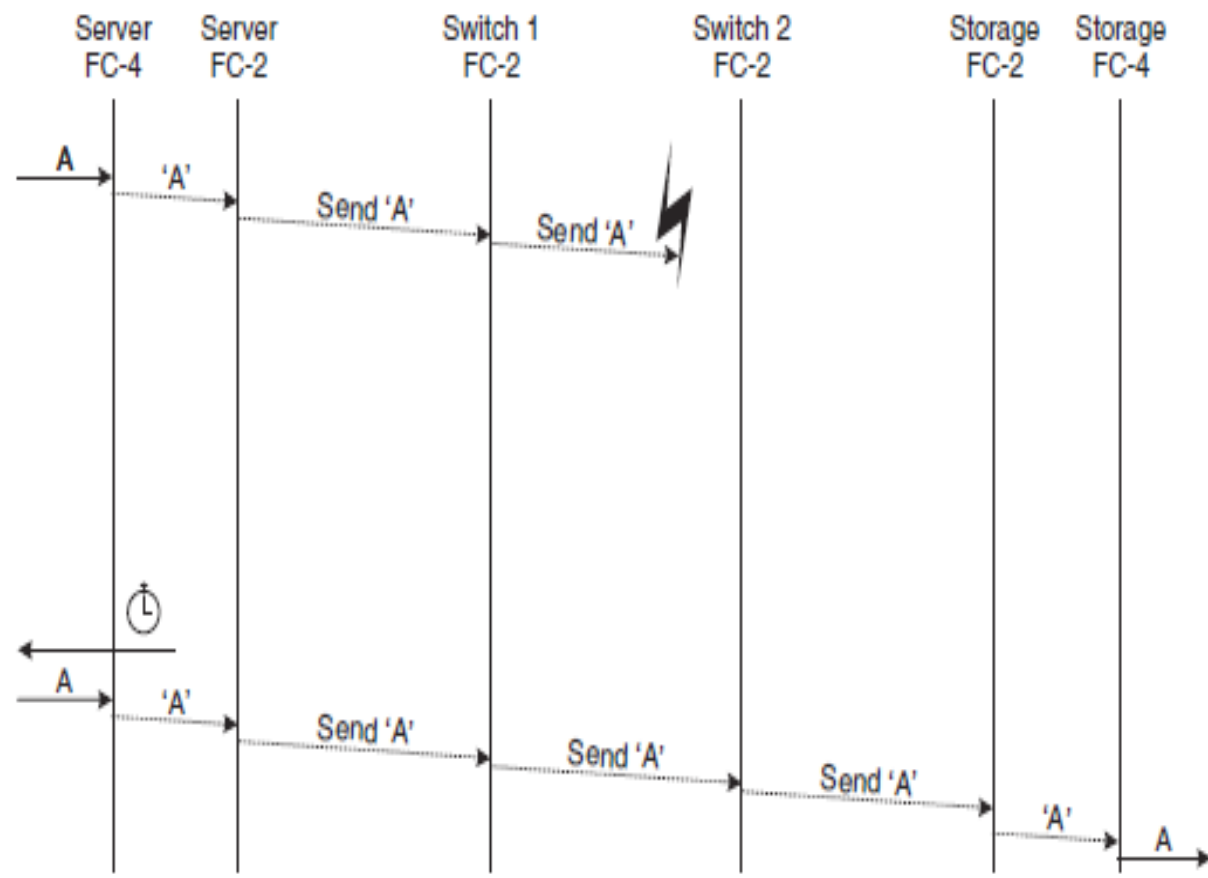 Server Server Switch 1 Switch 2 Storage Storage
FC-4 FC-2 FC-2 FC-2 FC-2 FC-4
A
‘A’
Send ‘A’
Send ‘A’
A
‘A’
Send ‘A’
Send ‘A’
Send ‘A’
‘A’
A